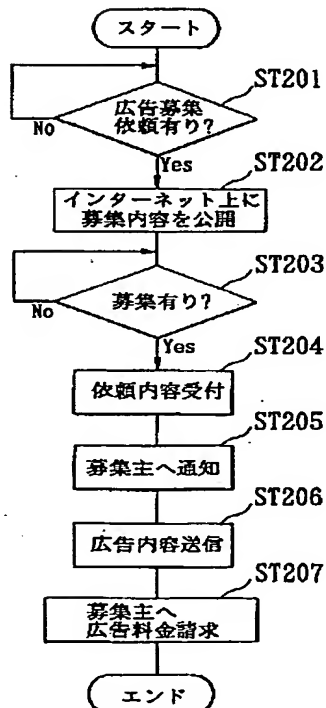 スタート
ST201
広告募集
依頼有り?
No
Yes
ST202
インターネット上に
募集内容を公開
ST203
募集有り?
No
Yes
ST204
依頼内容受付
ST205
募集主へ通知
ST206
広告内容送信
ST207
募集主へ
広告料金請求
エンド